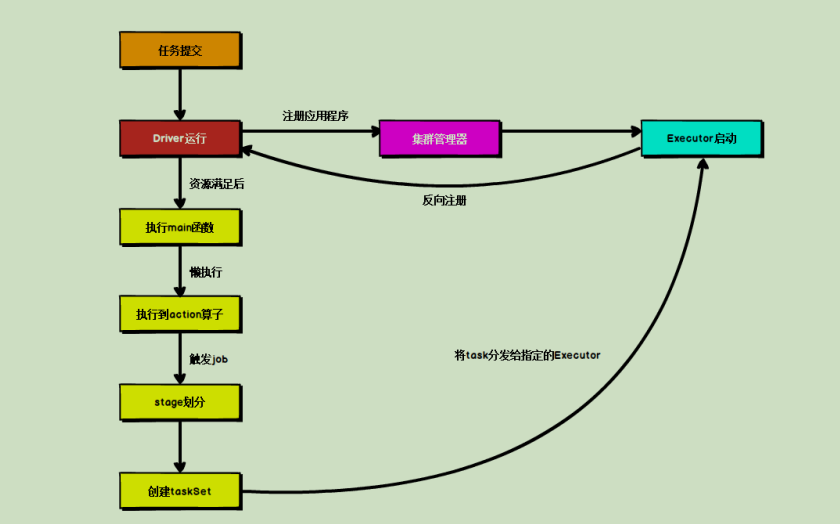 任务提交
Driver运行
注册应用程序
集群管理器
Executor启动
反向注册
资源满足后
执行main函数
懒执行
执行到action算子
触发job
将task分发给指定的Executor
stage划分
创建taskSet